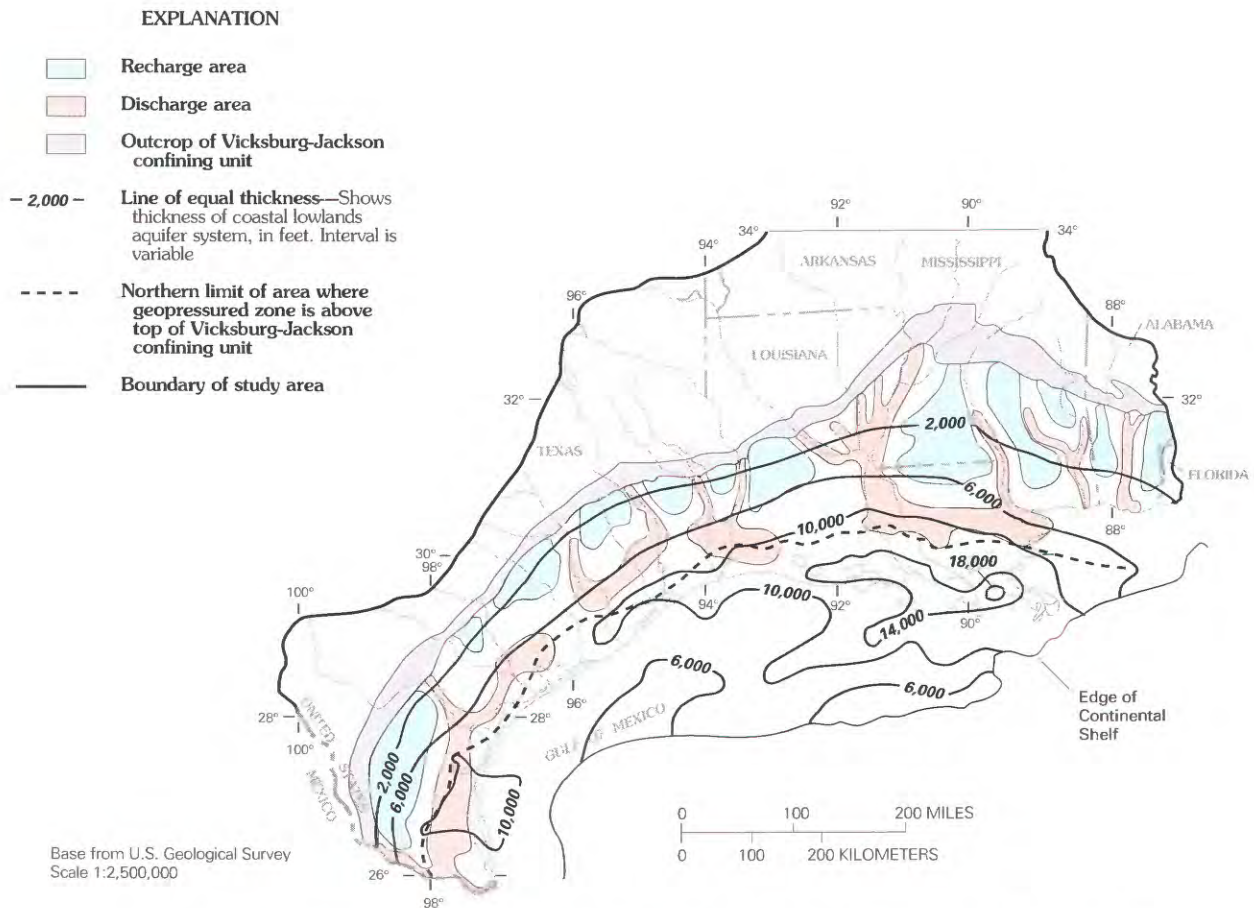 EXPLANATION
Recharge area
Discharge area
Outcrop of Vicksburg-Jackson
confining unit
— 2,000 — Line of equal thickness—Shows
thickness of coastal lowlands
aquifer system, in feet. Interval is
variable
Northern limit of area where
geopressured zone is above
top of Vicksburg-Jackson
confining unit
Boundary of study area
92° 90°
34° 34°
94°
ARKANSAS MISSISSIPPI
96° 88°
ALABAMA
LOUISIANA
32° 32°
2,000
TEXAS
FLORIDA
6,000
10,000 88°
30°
98° 18,000
100°
94° 10,000 92°
14,000 90°
6,000
96° 6,000
Edge of
Continental
Shelf
28° 28°
100°
GULF OF MEXICO
UNITED STATES
MEXICO
2,000
6,000
10,000
0 100 200 MILES
0 100 200 KILOMETERS
Base from U.S. Geological Survey
Scale 1:2,500,000
26°
98°